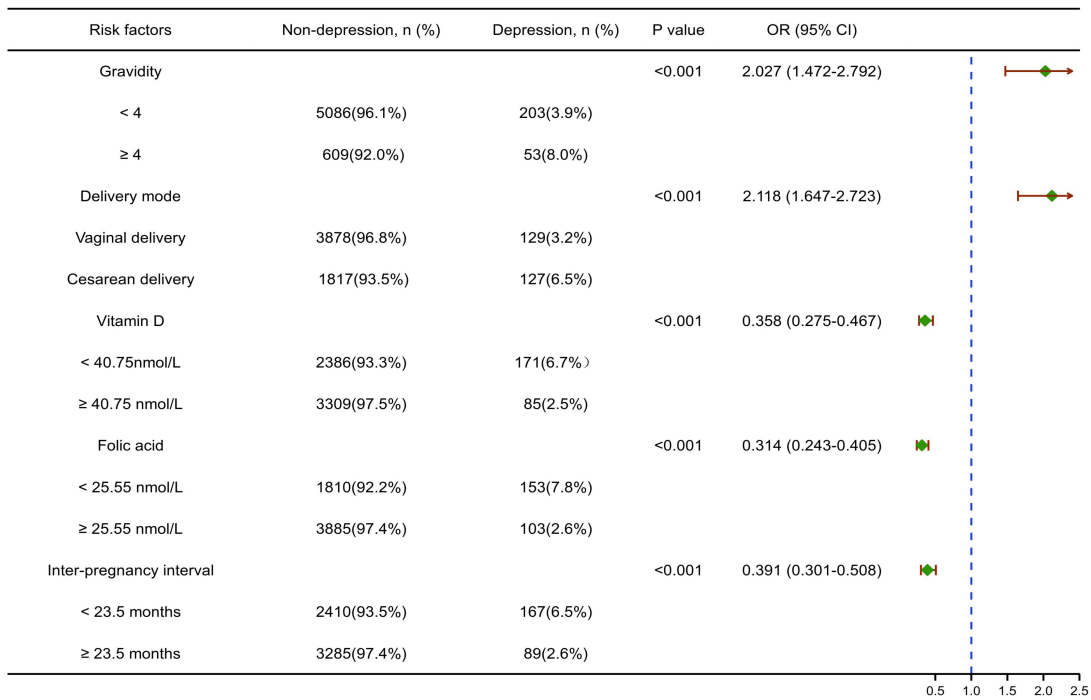 Risk factors Non-depression, n (%) Depression, n (%) P value OR (95% CI)
Gravidity <0.001 2.027 (1.472-2.792)
< 4 5086(96.1%) 203(3.9%)
≥ 4 609(92.0%) 53(8.0%)
Delivery mode <0.001 2.118 (1.647-2.723)
Vaginal delivery 3878(96.8%) 129(3.2%)
Cesarean delivery 1817(93.5%) 127(6.5%)
Vitamin D <0.001 0.358 (0.275-0.467)
< 40.75nmol/L 2386(93.3%) 171(6.7%）
≥ 40.75 nmol/L 3309(97.5%) 85(2.5%)
Folic acid <0.001 0.314 (0.243-0.405)
< 25.55 nmol/L 1810(92.2%) 153(7.8%)
≥ 25.55 nmol/L 3885(97.4%) 103(2.6%)
Inter-pregnancy interval <0.001 0.391 (0.301-0.508)
< 23.5 months 2410(93.5%) 167(6.5%)
≥ 23.5 months 3285(97.4%) 89(2.6%)
0.5 1.0 1.5 2.0 2.5